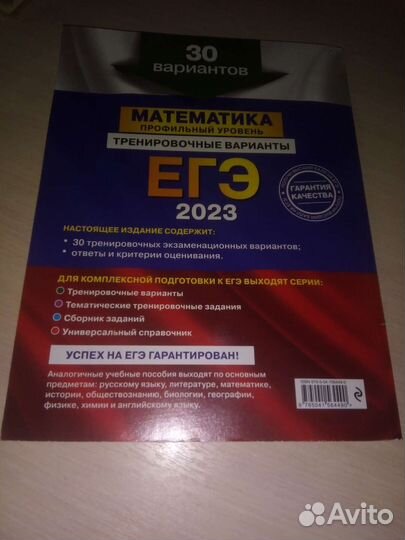 30
вариантов
МАТЕМАТИКА
ПРОФИЛЬНЫЙ УРОВЕНЬ
ТРЕНИРОВОЧНЫЕ ВАРИАНТЫ
ЕГЭ
2023
ГАРАНТИЯ
КАЧЕСТВА
НАСТОЯЩЕЕ ИЗДАНИЕ СОДЕРЖИТ:
• 30 тренировочных экзаменационных вариантов;
• ответы и критерии оценивания.
ДЛЯ КОМПЛЕКСНОЙ ПОДГОТОВКИ К ЕГЭ ВЫХОДЯТ СЕРИИ:
Тренировочные варианты
Тематические тренировочные задания
Сборник заданий
Универсальный справочник
УСПЕХ НА ЕГЭ ГАРАНТИРОВАН!
Аналогичные учебные пособия выходят по основным
предметам: русскому языку, литературе, математике,
истории, обществознанию, биологии, географии,
физике, химии и английскому языку.
Avito